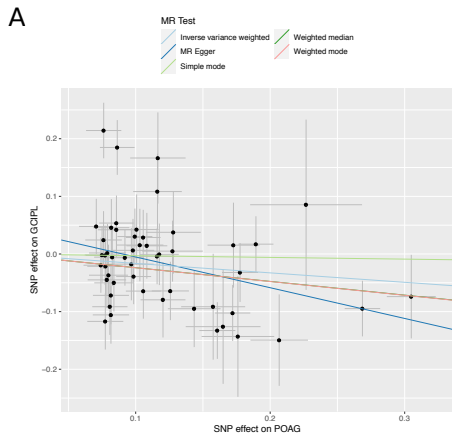 A
MR Test
Inverse variance weighted
Weighted median
MR Egger
Weighted mode
Simple mode
SNP effect on GCIPL
0.2
0.1
0.0
−0.1
−0.2
0.1
0.2
0.3
SNP effect on POAG